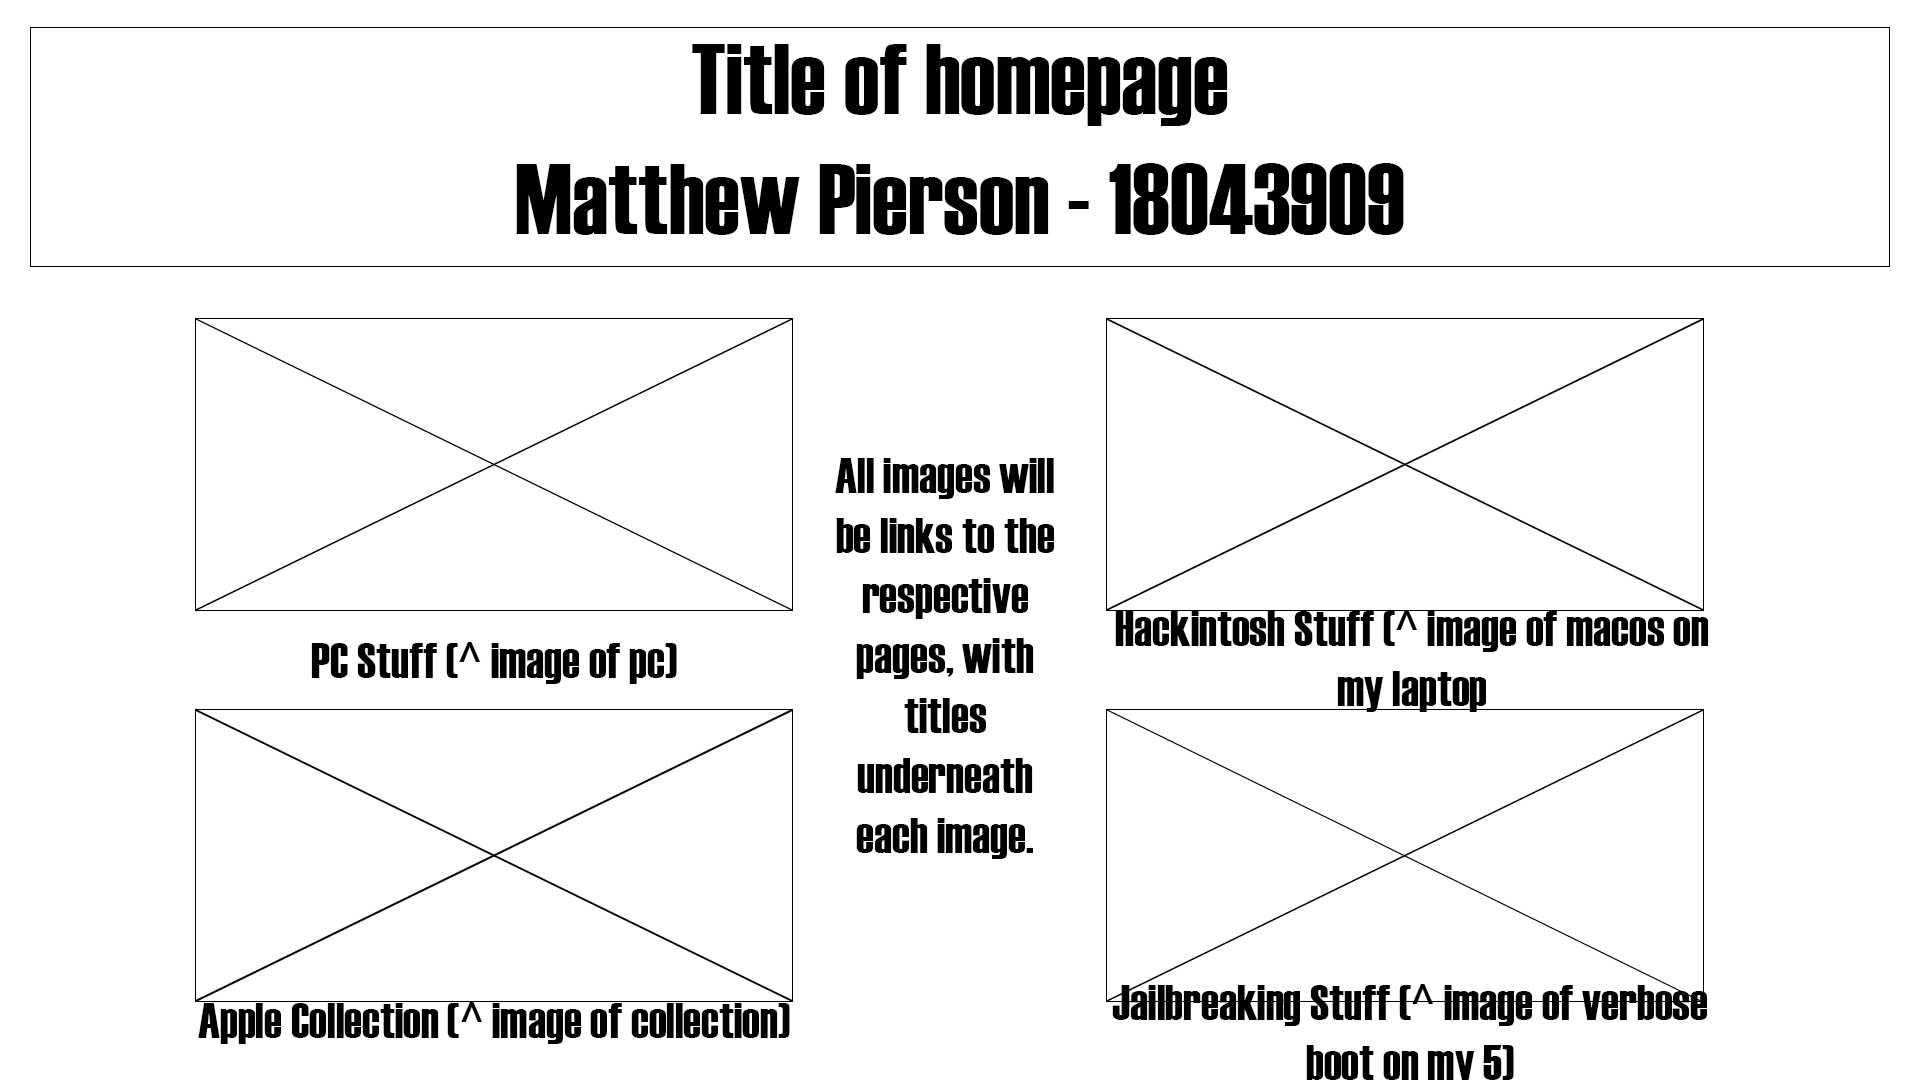 Title of homepage
Matthew Pierson - 18043909
PC Stuff (^ image of pc)
All images will
be links to the
respective
pages, with
titles
underneath
each image.
Hackintosh Stuff (^ image of macos on
my laptop
Apple Collection (^ image of collection)
Jailbreaking Stuff (^ image of verbose
boot on my 5)